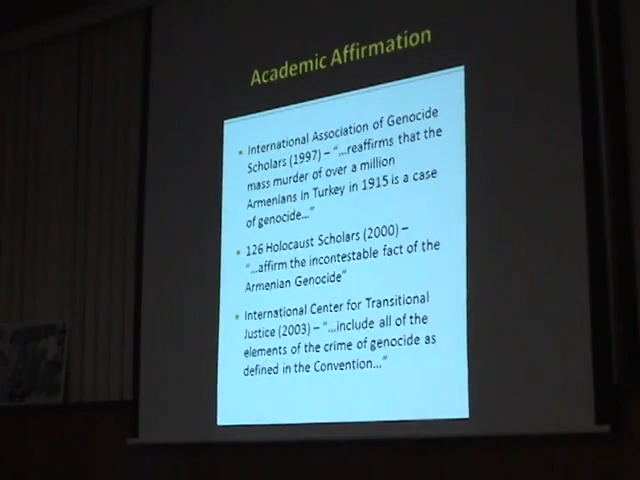 Academic Affirmation
• International Association of Genocide
Scholars (1997) – "...reaffirms that the
mass murder of over a million
Armenians in Turkey in 1915 is a case
of genocide..."
• 126 Holocaust Scholars (2000) –
"...affirm the incontestable fact of the
Armenian Genocide"
• International Center for Transitional
Justice (2003) – "...include all of the
elements of the crime of genocide as
defined in the Convention..."